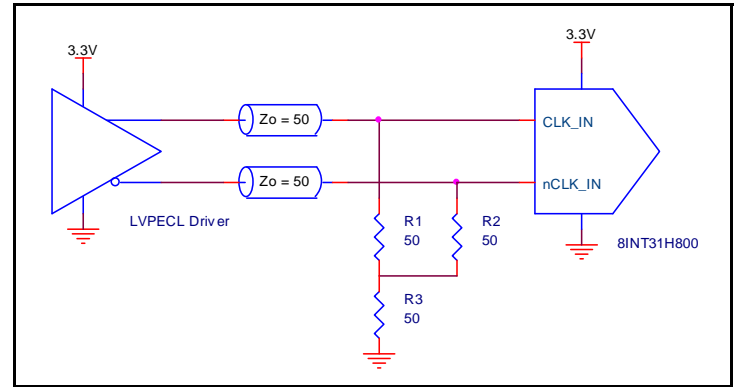 3.3V
3.3V
Zo = 50
CLK_IN
Zo = 50
nCLK_IN
LVPECL Driver
R1
50
R2
50
8INT31H800
R3
50